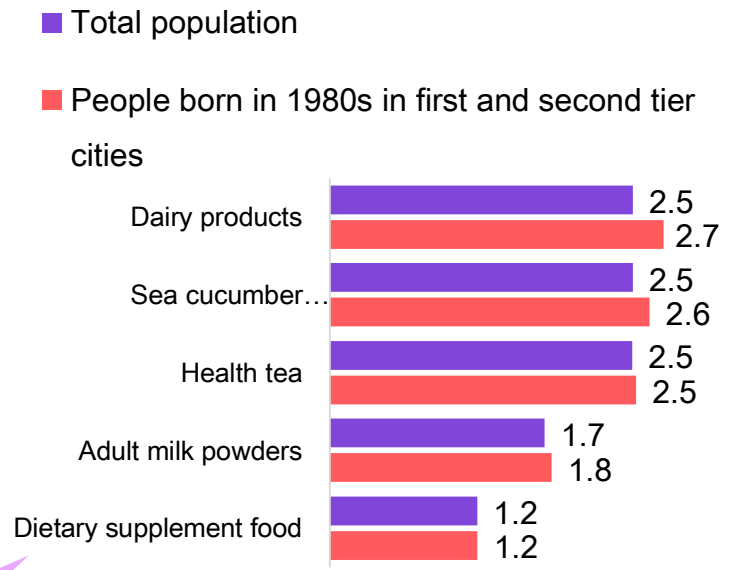 Total population
People born in 1980s in first and second tier
cities
Dairy products
2.5
2.7
Sea cucumber…
2.5
2.6
Health tea
2.5
2.5
Adult milk powders
1.7
1.8
Dietary supplement food
1.2
1.2